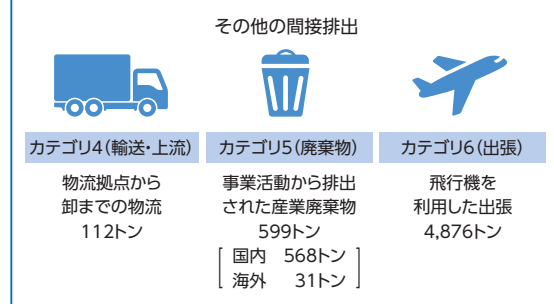 その他の間接排出
カテゴリ4（輸送・上流）
物流拠点から
卸までの物流
112トン
カテゴリ5（廃棄物）
事業活動から排出
された産業廃棄物
599トン
国内 568トン
海外 31トン
カテゴリ6（出張）
飛行機を
利用した出張
4,876トン